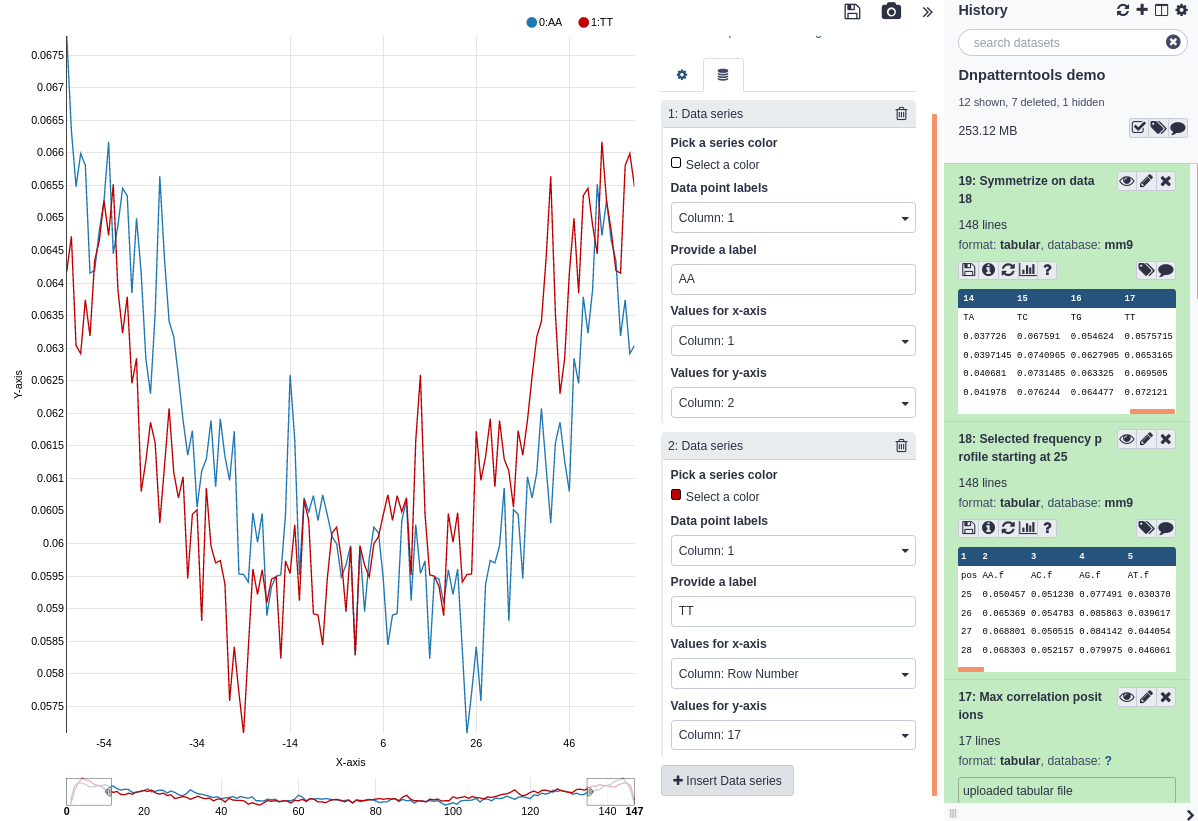 0:AA 1:TT
0.0675
0.067
0.0665
0.066
0.0655
0.065
0.0645
0.064
0.0635
0.063
0.0625
0.062
0.0615
0.061
0.0605
0.06
0.0595
0.059
0.0585
0.058
0.0575
Y-axis
-54 -34 -14 6 26 46
X-axis
0 20 40 60 80 100 120 140 147
1: Data series
Pick a series color
Select a color
Data point labels
Column: 1
Provide a label
AA
Values for x-axis
Column: 1
Values for y-axis
Column: 2
2: Data series
Pick a series color
Select a color
Data point labels
Column: 1
Provide a label
TT
Values for x-axis
Column: Row Number
Values for y-axis
Column: 17
Insert Data series
History
search datasets
Dnpatterntools demo
12 shown, 7 deleted, 1 hidden
253.12 MB
19: Symmetrize on data
18
148 lines
format: tabular, database: mm9
14 15 16 17
TA TC TG TT
0.037726 0.067591 0.054624 0.0575715
0.0397145 0.0740965 0.0627905 0.0653165
0.040681 0.0731485 0.063325 0.069505
0.041978 0.076244 0.064477 0.072121
18: Selected frequency p
rofile starting at 25
148 lines
format: tabular, database: mm9
1 2 3 4 5
pos AA.f AC.f AG.f AT.f
25 0.050457 0.051230 0.077491 0.030370
26 0.065369 0.054783 0.085863 0.039617
27 0.068801 0.050515 0.084142 0.044054
28 0.068303 0.052157 0.079975 0.046061
17: Max correlation posit
ions
17 lines
format: tabular, database: ?
uploaded tabular file